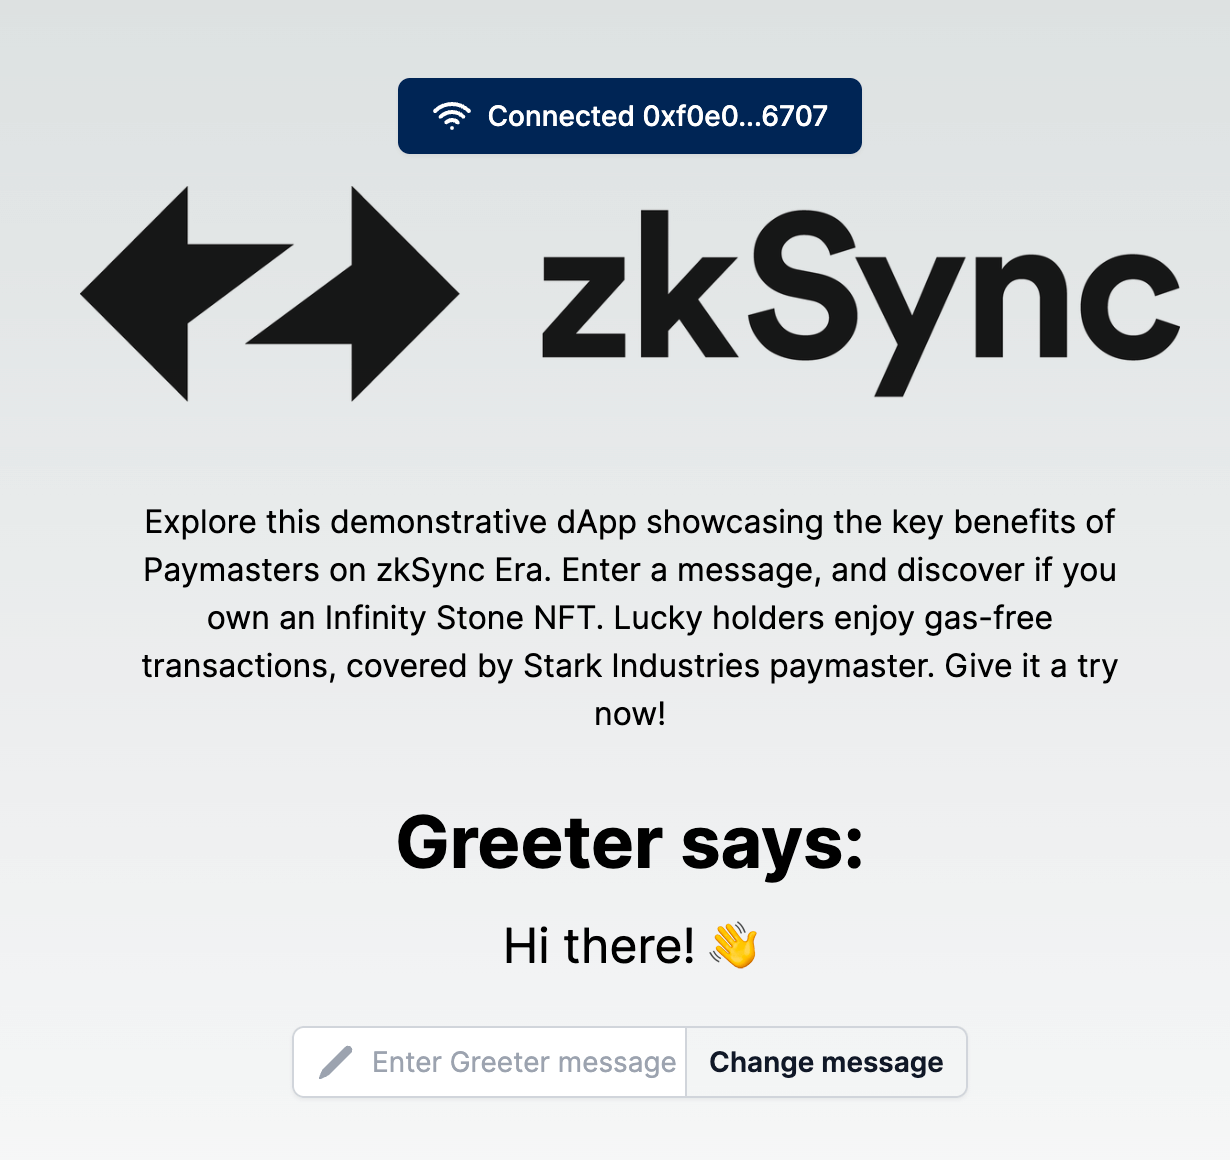 Connected 0xf0e0...6707
zkSync
Explore this demonstrative dApp showcasing the key benefits of
Paymasters on zkSync Era. Enter a message, and discover if you
own an Infinity Stone NFT. Lucky holders enjoy gas-free
transactions, covered by Stark Industries paymaster. Give it a try
now!
Greeter says:
Hi there! 👋
Enter Greeter message Change message